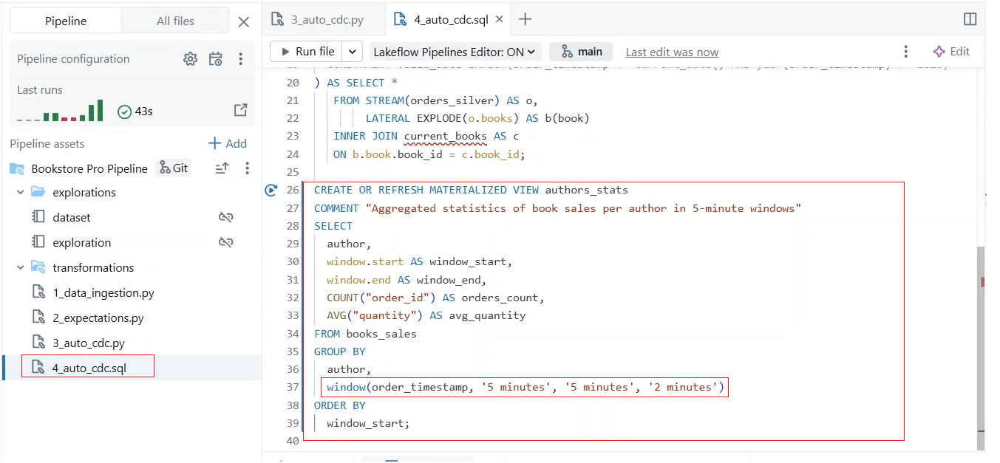 Pipeline
All files
3_auto_cdc.py
4_auto_cdc.sql
Pipeline configuration
Run file
Lakeflow Pipelines Editor: ON
main
Last edit was now
Edit
Last runs
43s
Pipeline assets
Add
Bookstore Pro Pipeline
Git
explorations
dataset
exploration
transformations
1_data_ingestion.py
2_expectations.py
3_auto_cdc.py
4_auto_cdc.sql
20 ) AS SELECT *
21 FROM STREAM(orders_silver) AS o,
22 LATERAL EXPLODE(o.books) AS b(book)
23 INNER JOIN current_books AS c
24 ON b.book.book_id = c.book_id;
25
26 CREATE OR REFRESH MATERIALIZED VIEW authors_stats
27 COMMENT "Aggregated statistics of book sales per author in 5-minute windows"
28 SELECT
29 author,
30 window.start AS window_start,
31 window.end AS window_end,
32 COUNT("order_id") AS orders_count,
33 AVG("quantity") AS avg_quantity
34 FROM books_sales
35 GROUP BY
36 author,
37 window(order_timestamp, '5 minutes', '5 minutes', '2 minutes')
38 ORDER BY
39 window_start;
40